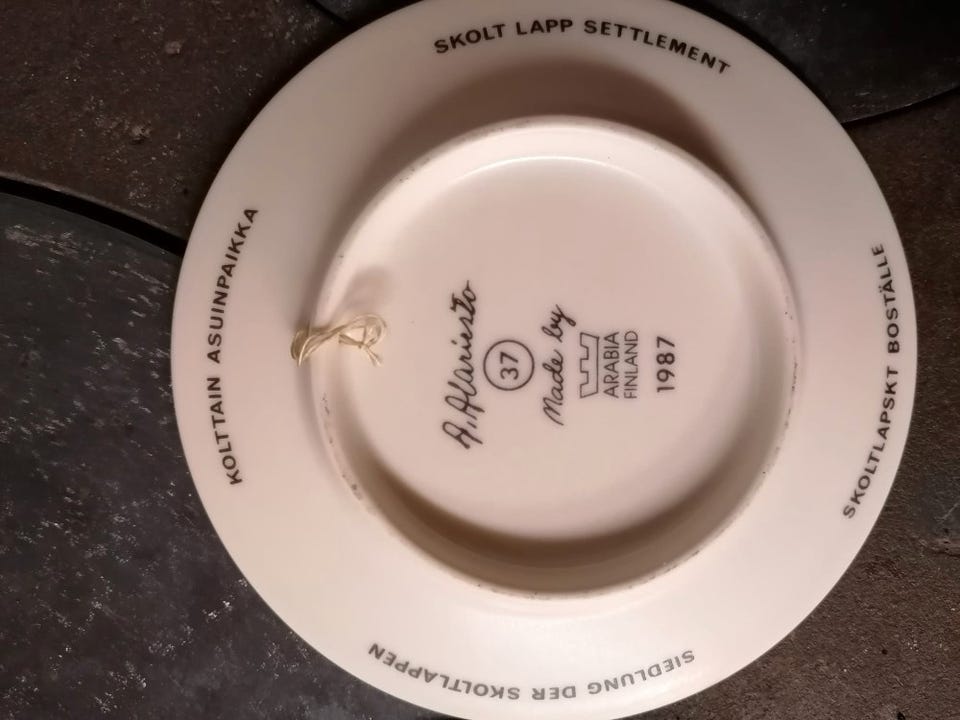 KOLTTAIN ASUINPAIKKA
SKOLT LAPP SETTLEMENT
SKOLTLAPSKT BOSTÄLLE
SIEDLUNG DER SKOLTLAPPEN
A. Alariesto
37
Made by
ARABIA
FINLAND
1987